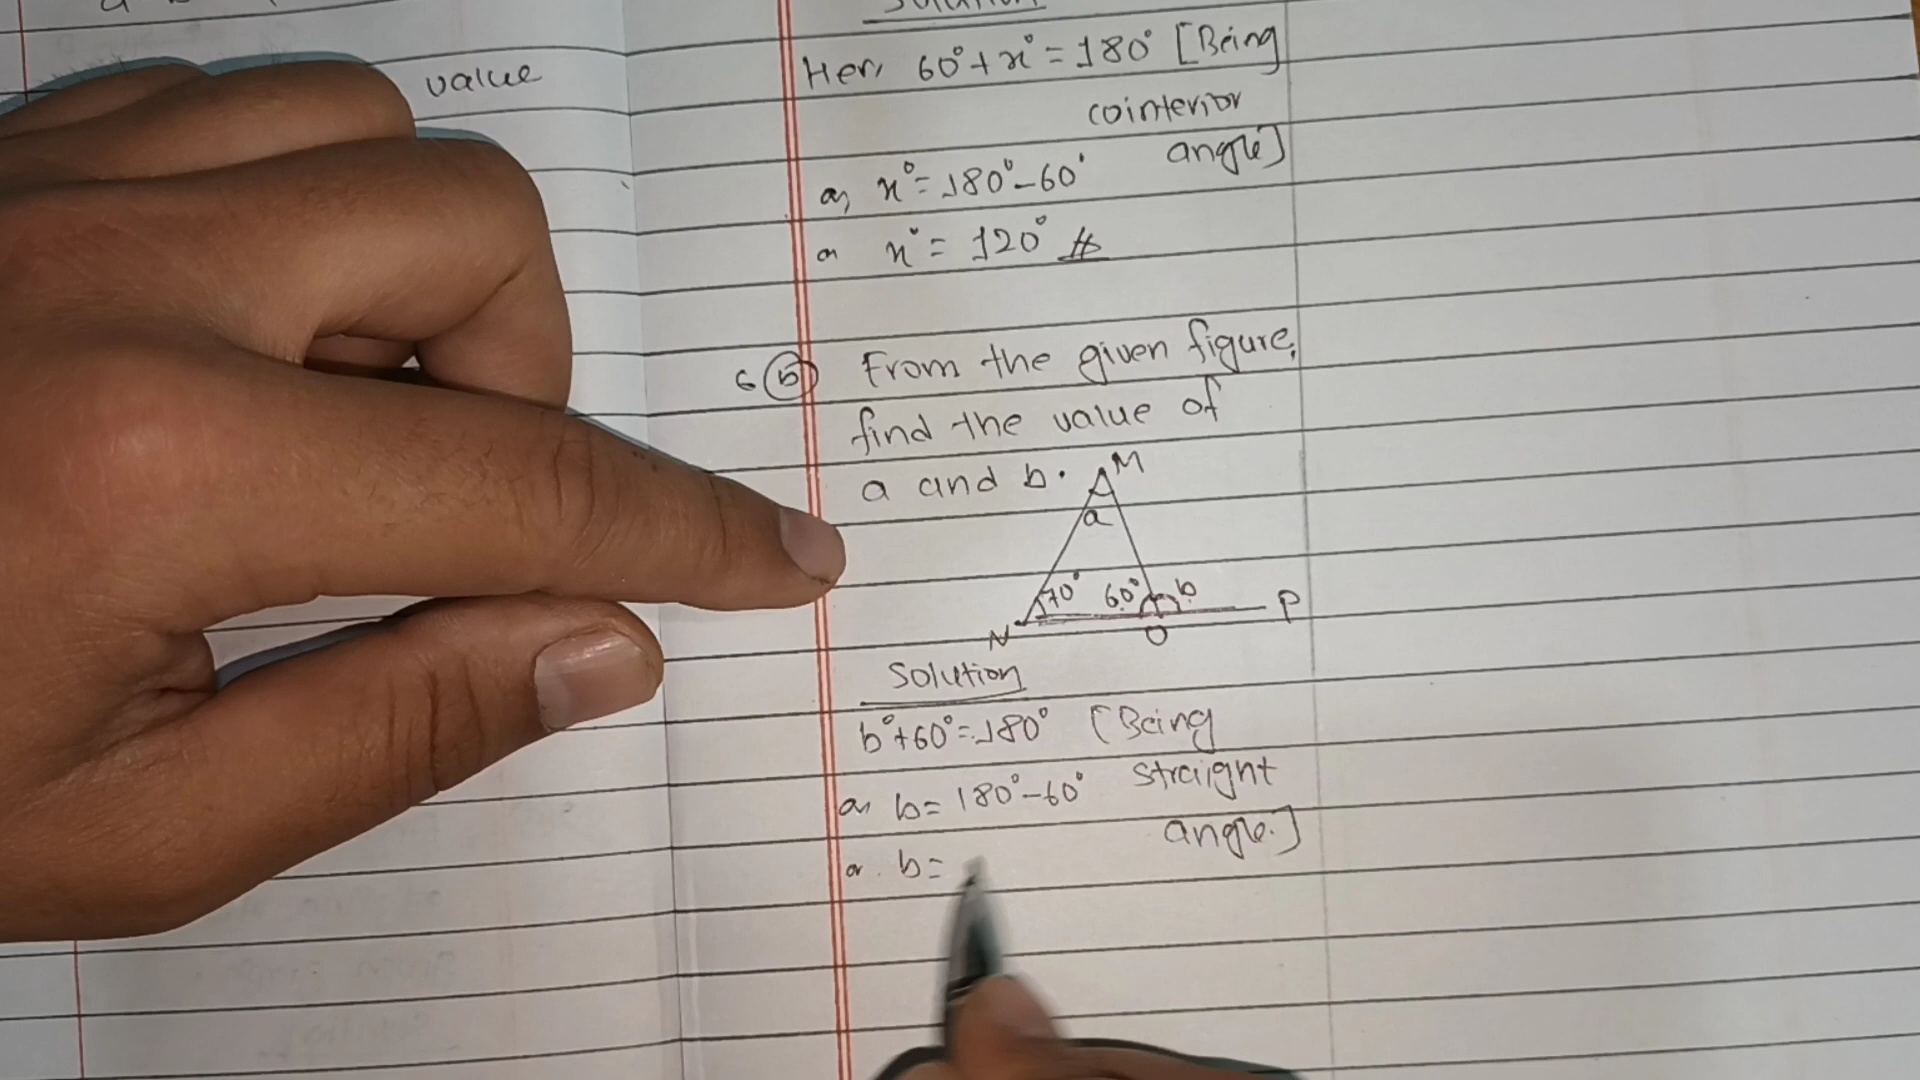 value
Her, 60° + x° = 180° [Being
cointerior
angle]
or, x° = 180° - 60°
or x° = 120° #
6 (b) From the given figure,
find the value of
a and b.
M
a
70° 60° b
N O P
Solution
b° + 60° = 180° [Being
or b = 180° - 60° straight
angle.]
or. b =